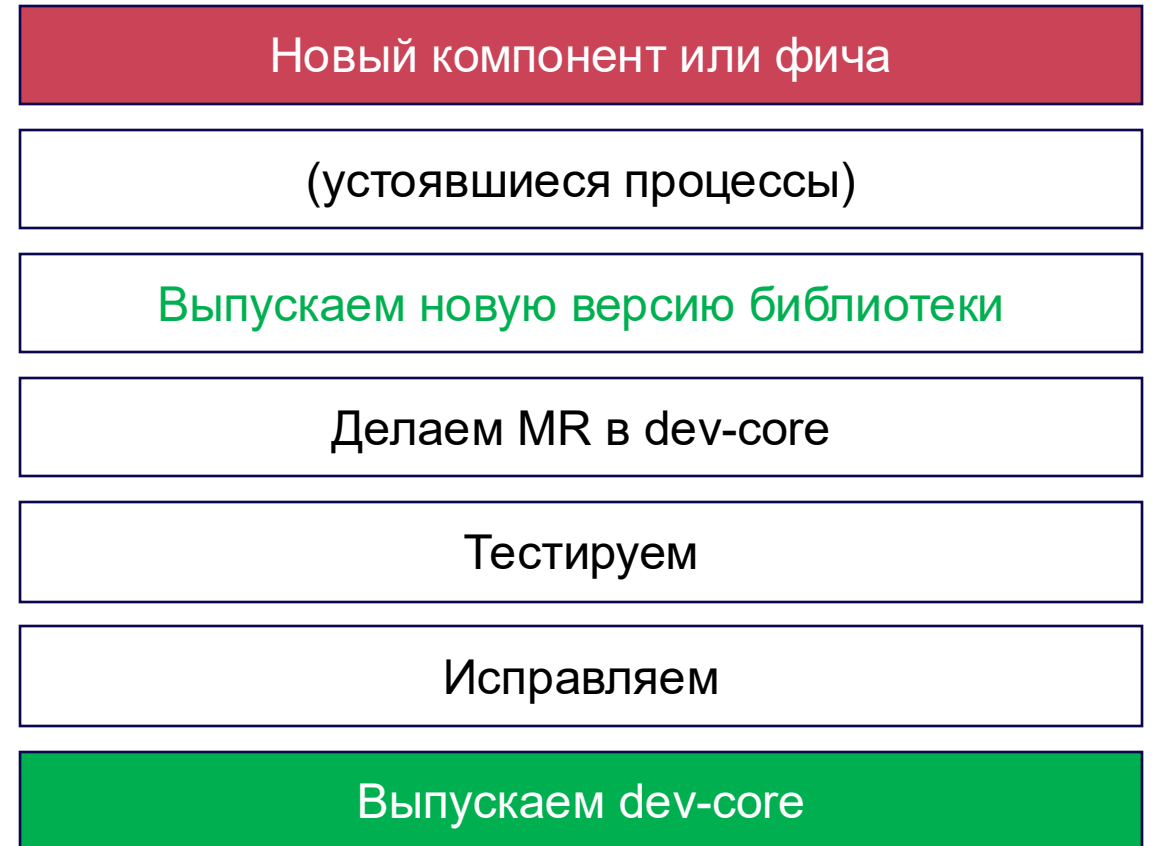 Новый компонент или фича
(устоявшиеся процессы)
Выпускаем новую версию библиотеки
Делаем MR в dev-core
Тестируем
Исправляем
Выпускаем dev-core